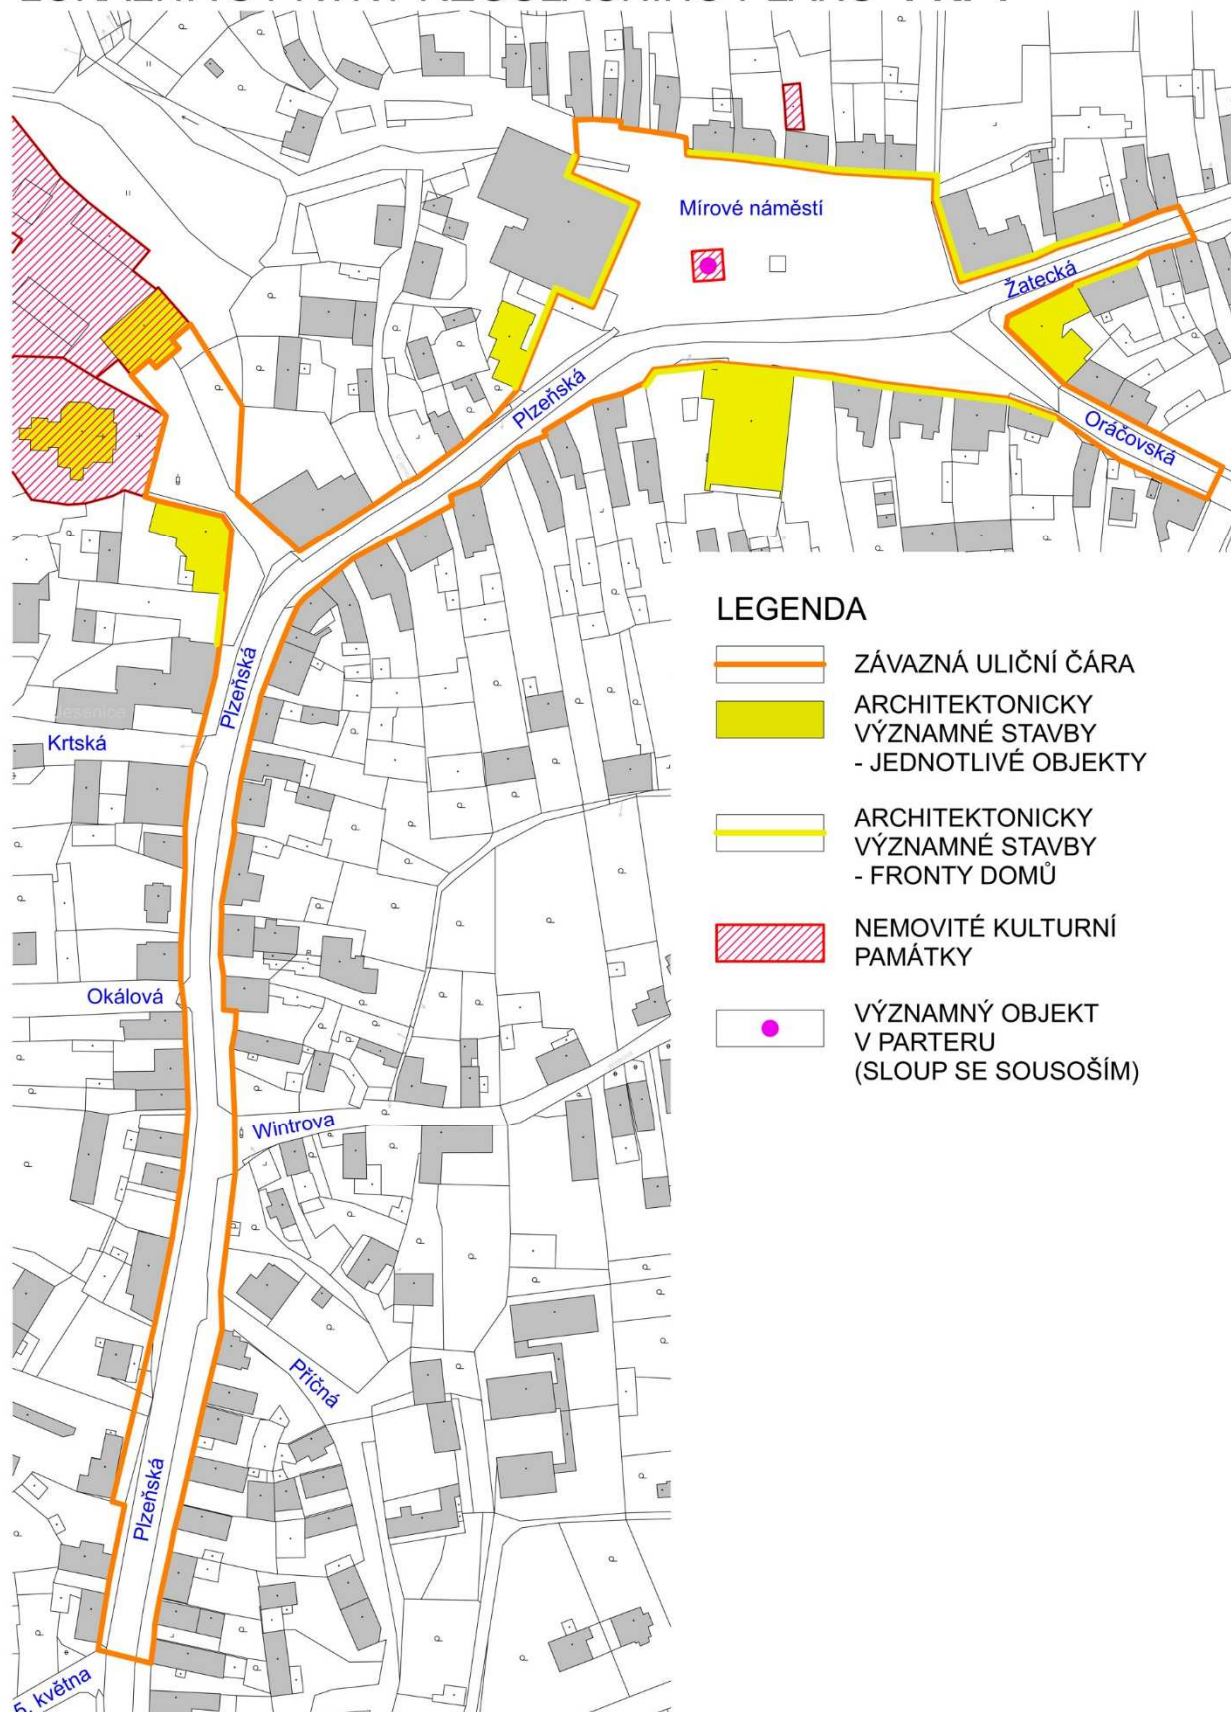 Mírové náměstí
Žatecká
Plzeňská
Oráčovská
Plzeňská
Krtská
Okálová
Wintrova
Příčná
Plzeňská
5. května
LEGENDA
ZÁVAZNÁ ULIČNÍ ČÁRA
ARCHITEKTONICKY
VÝZNAMNÉ STAVBY
- JEDNOTLIVÉ OBJEKTY
ARCHITEKTONICKY
VÝZNAMNÉ STAVBY
- FRONTY DOMŮ
NEMOVITÉ KULTURNÍ
PAMÁTKY
VÝZNAMNÝ OBJEKT
V PARTERU
(SLOUP SE SOUSOŠÍM)